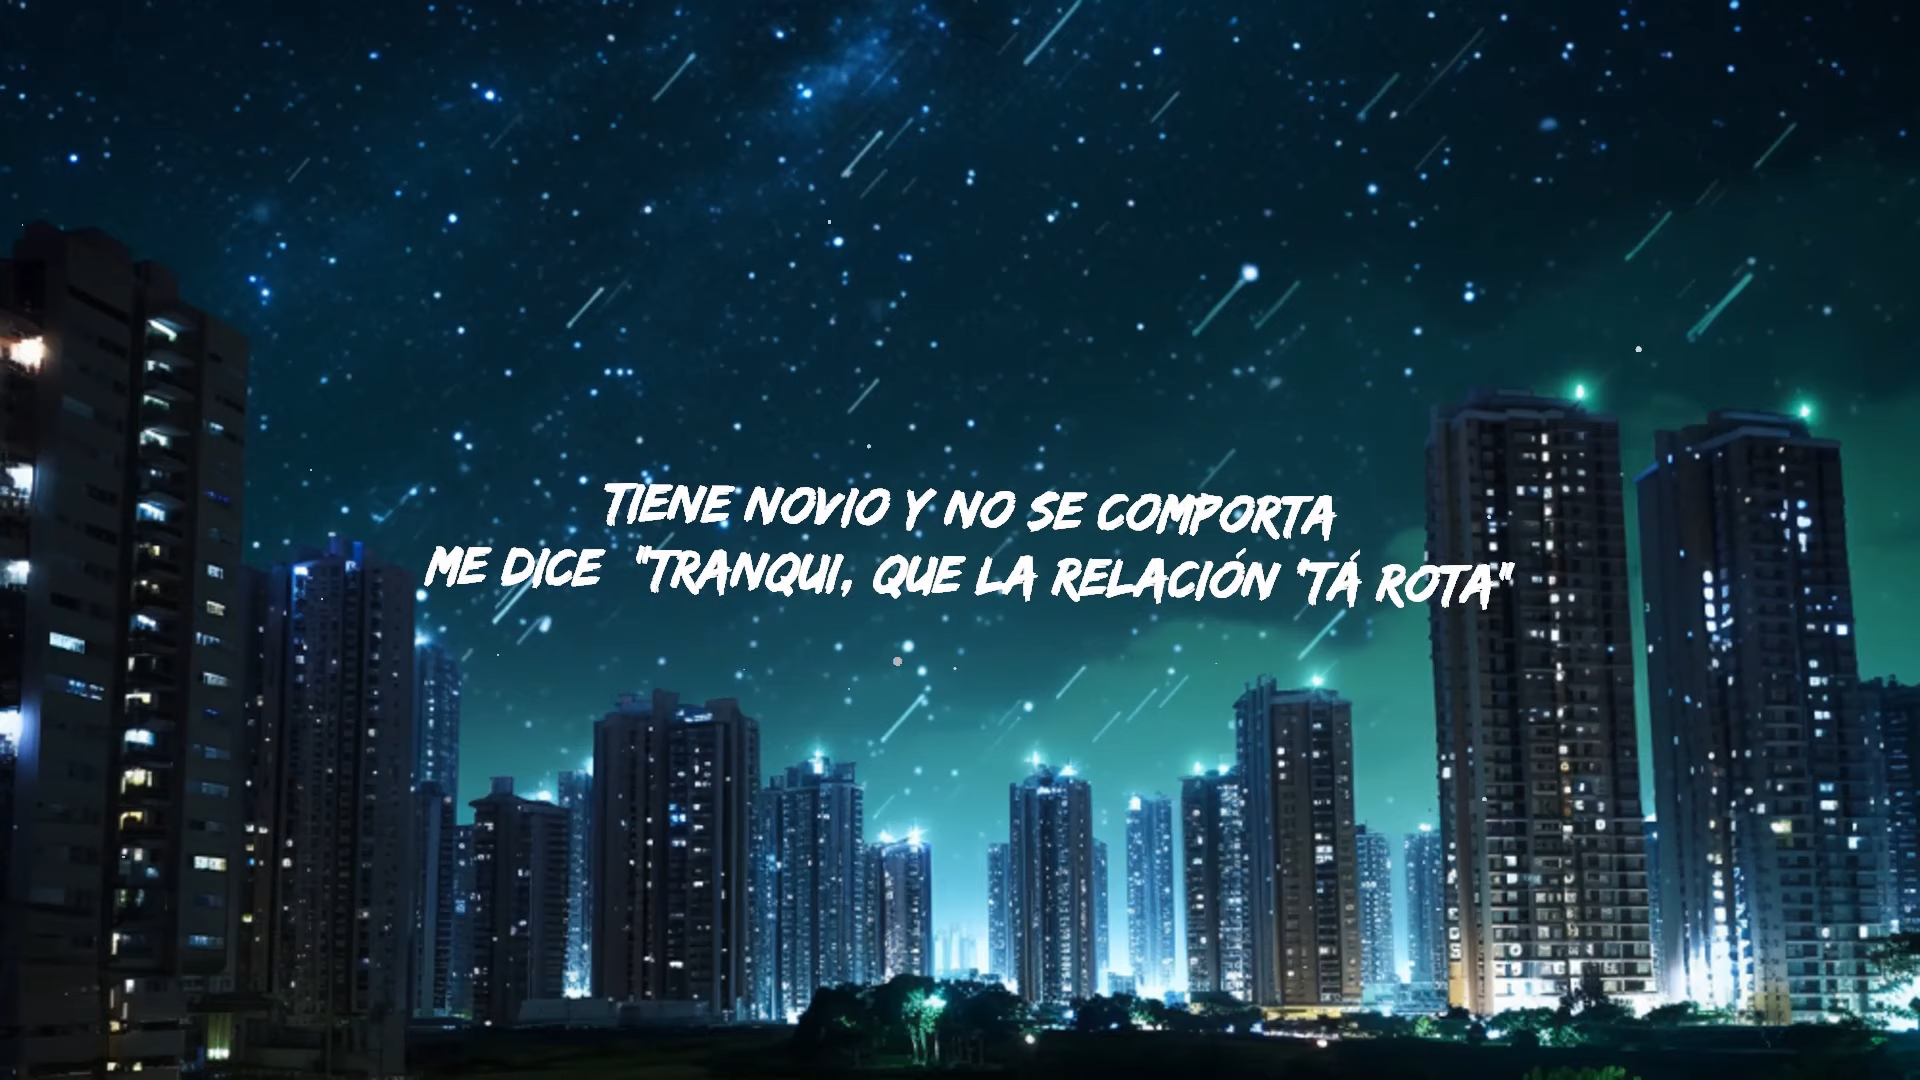 TIENE NOVIO Y NO SE COMPORTA
ME DICE "TRANQUI, QUE LA RELACIÓN 'TÁ ROTA"